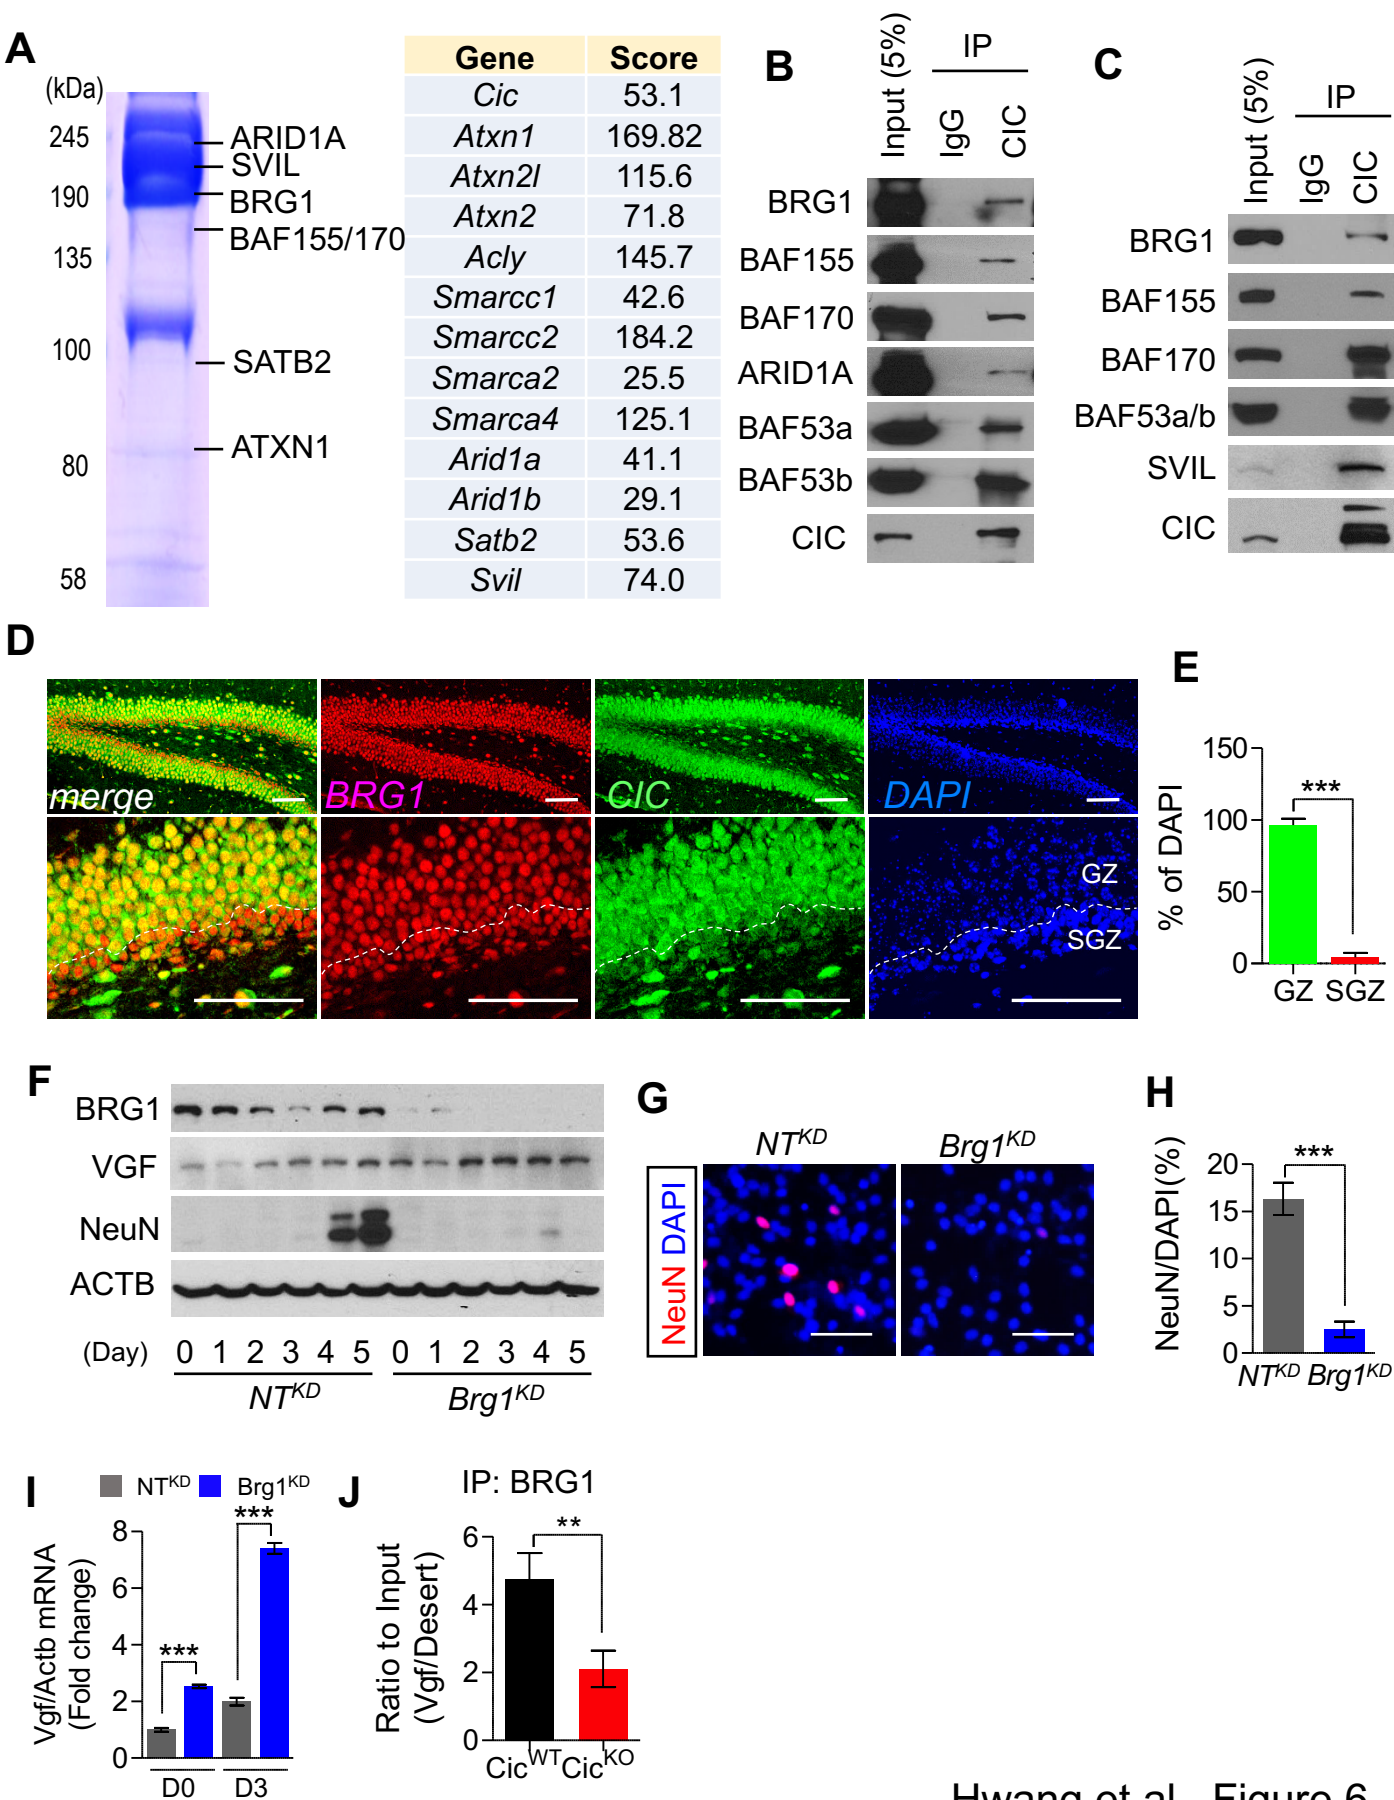 A
(kDa)
245
190
135
100
80
58
ARID1A
SVIL
BRG1
BAF155/170
SATB2
ATXN1
Gene Score
Cic 53.1
Atxn1 169.82
Atxn2l 115.6
Atxn2 71.8
Acly 145.7
Smarcc1 42.6
Smarcc2 184.2
Smarca2 25.5
Smarca4 125.1
Arid1a 41.1
Arid1b 29.1
Satb2 53.6
Svil 74.0
B
Input (5%)
IP
IgG
CIC
BRG1
BAF155
BAF170
ARID1A
BAF53a
BAF53b
CIC
C
Input (5%)
IP
IgG
CIC
BRG1
BAF155
BAF170
BAF53a/b
SVIL
CIC
D
merge
BRG1
CIC
DAPI
GZ
SGZ
E
% of DAPI
150
100
50
0
***
GZ SGZ
F
BRG1
VGF
NeuN
ACTB
(Day) 0 1 2 3 4 5 0 1 2 3 4 5
NT^KD Brg1^KD
G
NT^KD Brg1^KD
NeuN DAPI
H
NeuN/DAPI(%)
20
15
10
5
0
***
NT^KD Brg1^KD
I
NT^KD Brg1^KD
Vgf/Actb mRNA
(Fold change)
8
6
4
2
0
***
***
D0 D3
J
IP: BRG1
Ratio to Input
(Vgf/Desert)
6
4
2
0
**
Cic^WT Cic^KO
Hwang et al., Figure 6